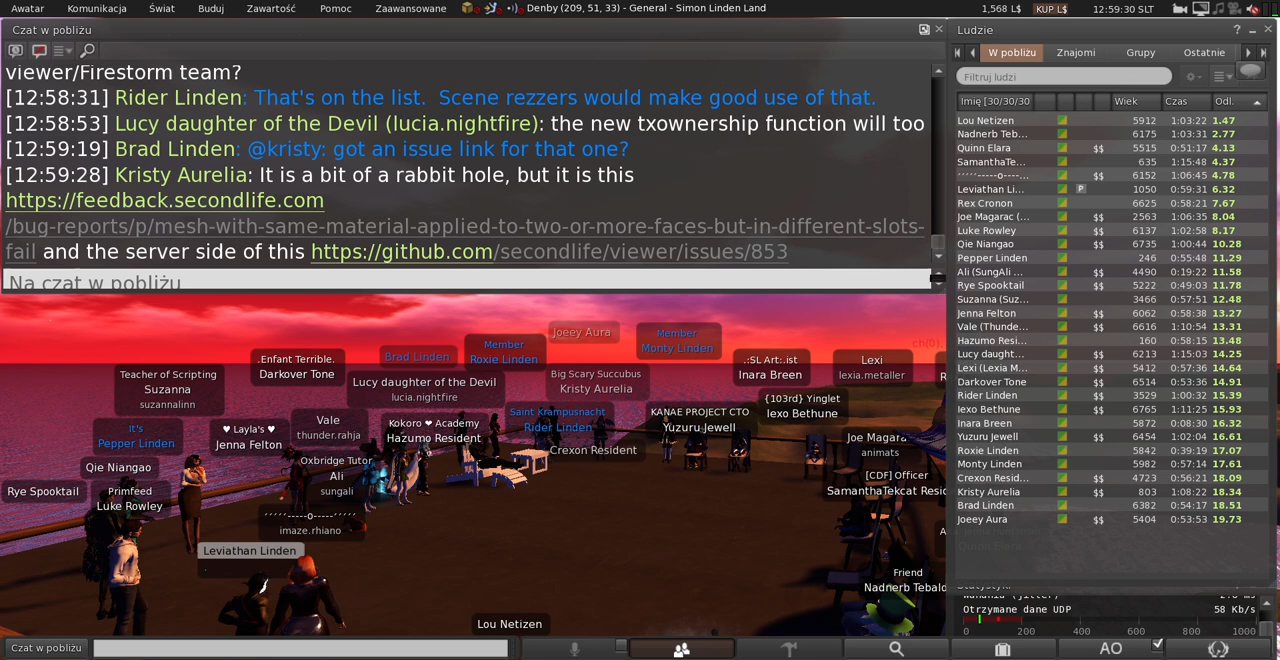 Awatar Komunikacja Świat Buduj Zawartość Pomoc Zaawansowane Denby (209, 51, 33) - General - Simon Linden Land 1,568 L$ KUP L$ 12:59:30 SLT
Czat w pobliżu
viewer/Firestorm team?
[12:58:31] Rider Linden: That's on the list. Scene rezzers would make good use of that.
[12:58:53] Lucy daughter of the Devil (lucia.nightfire): the new txownership function will too
[12:59:19] Brad Linden: @kristy: got an issue link for that one?
[12:59:28] Kristy Aurelia: It is a bit of a rabbit hole, but it is this
https://feedback.secondlife.com
/bug-reports/p/mesh-with-same-material-applied-to-two-or-more-faces-but-in-different-slots-
fail and the server side of this https://github.com/secondlife/viewer/issues/853
Na czat w pobliżu
Joeey Aura
Member
Monty Linden
Member
Roxie Linden
Brad Linden
.Enfant Terrible.
Darkover Tone
.:SL Art:.ist
Inara Breen
Lexi
lexia.metaller
Teacher of Scripting
Suzanna
suzannalinn
Lucy daughter of the Devil
lucia.nightfire
Big Scary Succubus
Kristy Aurelia
{103rd} Yinglet
Iexo Bethune
Saint Krampusnacht
Rider Linden
KANAE PROJECT CTO
Yuzuru Jewell
It's
Pepper Linden
♥ Layla's ♥
Jenna Felton
Vale
thunder.rahja
Kokoro ♥ Academy
Hazumo Resident
Crexon Resident
Joe Magara
animats
Qie Niangao
Oxbridge Tutor
Ali
sungali
[CDF] Officer
SamanthaTekcat Resid
Rye Spooktail
Primfeed
Luke Rowley
′′′′′-----o-----′′′′′
imaze.rhiano
Leviathan Linden
Friend
Nadnerb Tebald
Lou Netizen
Czat w pobliżu
Ludzie
W pobliżu Znajomi Grupy Ostatnie
Filtruj ludzi
Imię [30/30/30 Wiek Czas Odl.
Lou Netizen 5912 1:03:22 1.47
Nadnerb Teb... 6175 1:03:31 2.77
Quinn Elara $$ 5515 0:51:17 4.13
SamanthaTe... 635 1:15:48 4.37
′′′′′-----o----... $$ 6152 1:06:45 4.78
Leviathan Li... P 1050 0:59:31 6.32
Rex Cronon 6625 0:58:21 7.67
Joe Magarac (... $$ 2563 1:06:35 8.04
Luke Rowley $$ 6137 1:02:58 8.17
Qie Niangao $$ 6735 1:00:44 10.28
Pepper Linden 246 0:55:48 11.29
Ali (SungAli ... $$ 4490 0:19:22 11.58
Rye Spooktail $$ 5222 0:49:03 11.78
Suzanna (Suz... 3466 0:57:51 12.48
Jenna Felton $$ 6062 0:58:38 13.27
Vale (Thunde... $$ 6616 1:10:54 13.31
Hazumo Resi... 160 0:58:15 13.48
Lucy daught... $$ 6213 1:15:03 14.25
Lexi (Lexia M... $$ 5412 0:57:36 14.64
Darkover Tone $$ 6514 0:53:36 14.91
Rider Linden $$ 3529 1:00:32 15.39
Iexo Bethune $$ 6765 1:11:25 15.93
Inara Breen 5872 0:08:30 16.32
Yuzuru Jewell $$ 6454 1:02:04 16.61
Roxie Linden 5842 0:39:19 17.07
Monty Linden 5982 0:57:14 17.61
Crexon Resid... $$ 4723 0:56:21 18.09
Kristy Aurelia $$ 803 1:08:22 18.34
Brad Linden 6382 0:54:17 18.51
Joeey Aura $$ 5404 0:53:53 19.73
Otrzymane dane UDP 58 Kb/s
0 200 400 600 800 1000
AO